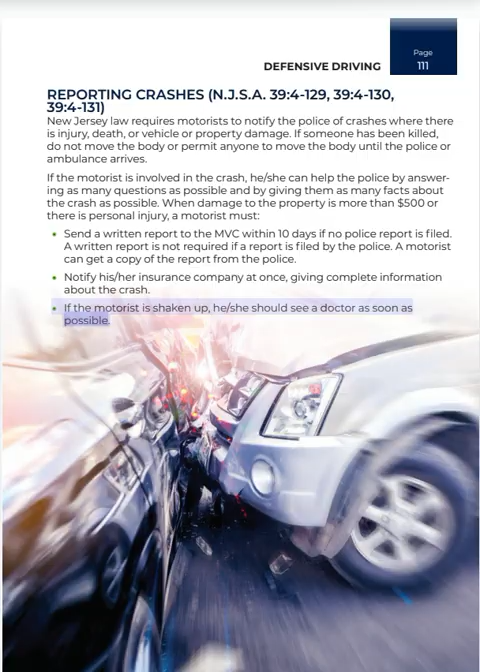 Page
DEFENSIVE DRIVING
111
REPORTING CRASHES (N.J.S.A. 39:4-129, 39:4-130,
39:4-131)
New Jersey law requires motorists to notify the police of crashes where there
is injury, death, or vehicle or property damage. If someone has been killed,
do not move the body or permit anyone to move the body until the police or
ambulance arrives.
If the motorist is involved in the crash, he/she can help the police by answer-
ing as many questions as possible and by giving them as many facts about
the crash as possible. When damage to the property is more than $500 or
there is personal injury, a motorist must:
• Send a written report to the MVC within 10 days if no police report is filed.
A written report is not required if a report is filed by the police. A motorist
can get a copy of the report from the police.
• Notify his/her insurance company at once, giving complete information
about the crash.
• If the motorist is shaken up, he/she should see a doctor as soon as
possible.